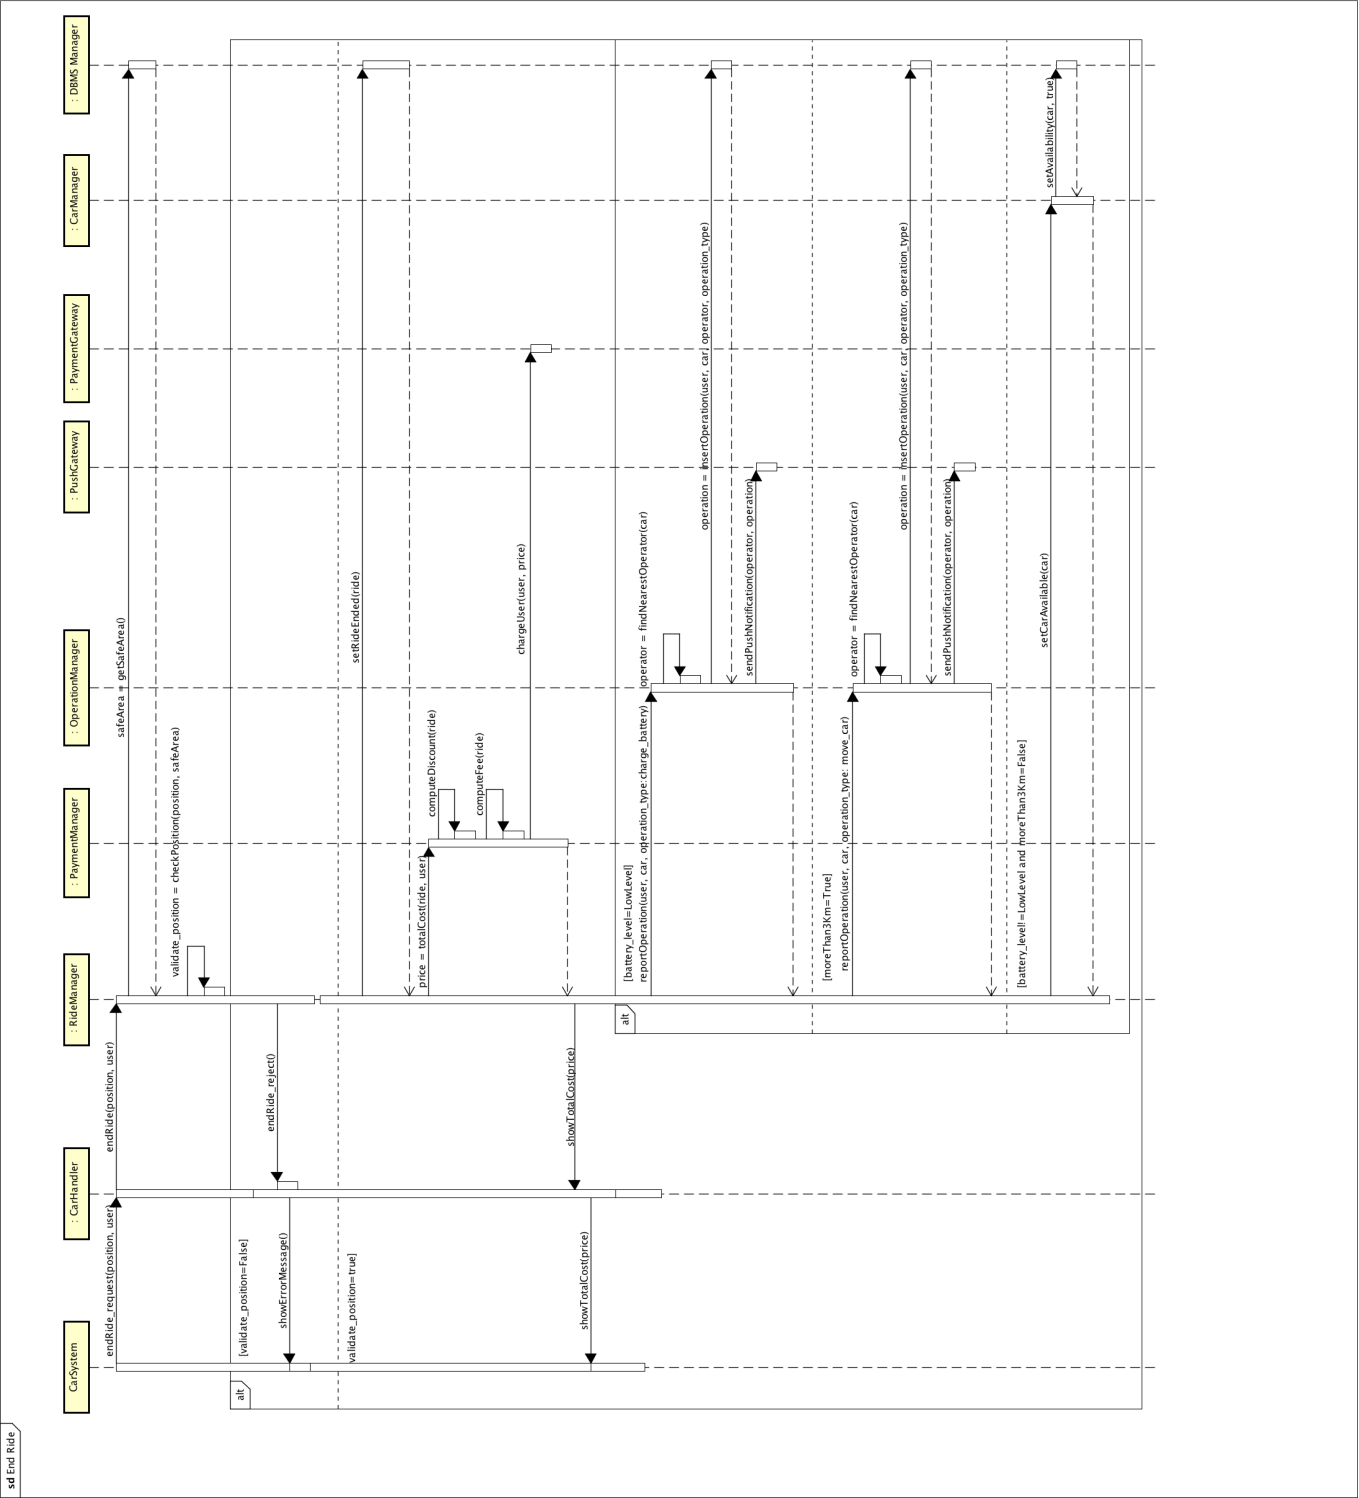 sd End Ride
CarSystem
: CarHandler
: RideManager
: PaymentManager
: OperationManager
: PushGateway
: PaymentGateway
: CarManager
: DBMS Manager
endRide_request(position, user)
endRide(position, user)
safeArea = getSafeArea()
validate_position = checkPosition(position, safeArea)
alt
[validate_position=False]
endRide_reject()
showErrorMessage()
validate_position=true]
setRideEnded(ride)
price = totalCost(ride, user)
computeDiscount(ride)
computeFee(ride)
chargeUser(user, price)
showTotalCost(price)
showTotalCost(price)
alt
[battery_level=LowLevel]
reportOperation(user, car, operation_type:charge_battery)
operator = findNearestOperator(car)
operation = insertOperation(user, car, operator, operation_type)
sendPushNotification(operator, operation)
[moreThan3Km=True]
reportOperation(user, car, operation_type: move_car)
operator = findNearestOperator(car)
operation = insertOperation(user, car, operator, operation_type)
sendPushNotification(operator, operation)
[battery_level!=LowLevel and moreThan3Km=False]
setCarAvailable(car)
setAvailability(car, true)